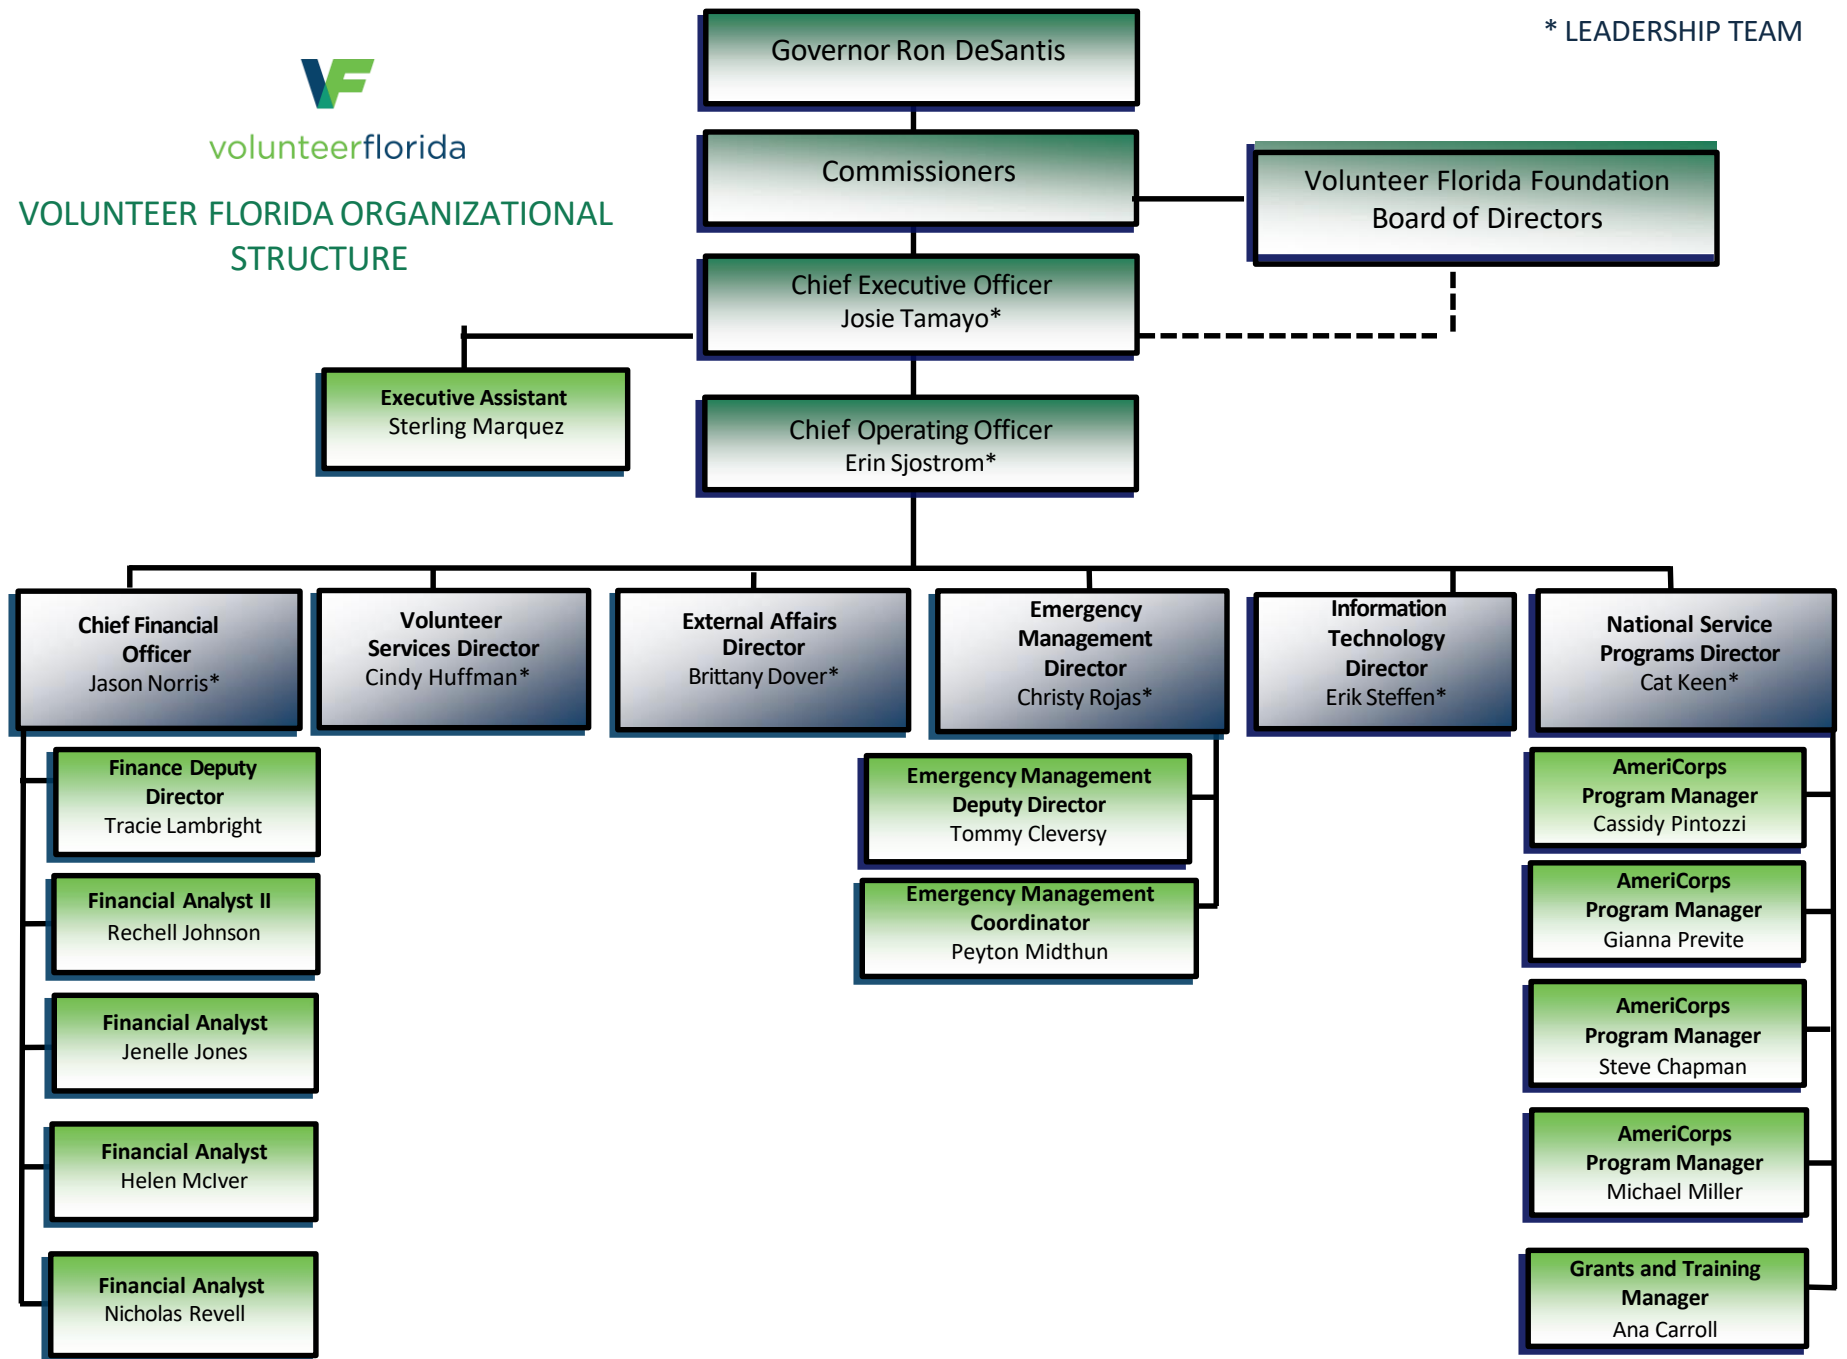 * LEADERSHIP TEAM
Governor Ron DeSantis
VF
volunteerflorida
VOLUNTEER FLORIDA ORGANIZATIONAL
STRUCTURE
Commissioners
Volunteer Florida Foundation
Board of Directors
Chief Executive Officer
Josie Tamayo*
Executive Assistant
Sterling Marquez
Chief Operating Officer
Erin Sjostrom*
Chief Financial
Officer
Jason Norris*
Volunteer
Services Director
Cindy Huffman*
External Affairs
Director
Brittany Dover*
Emergency
Management
Director
Christy Rojas*
Information
Technology
Director
Erik Steffen*
National Service
Programs Director
Cat Keen*
Finance Deputy
Director
Tracie Lambright
Financial Analyst II
Rechell Johnson
Financial Analyst
Jenelle Jones
Financial Analyst
Helen McIver
Financial Analyst
Nicholas Revell
Emergency Management
Deputy Director
Tommy Cleversy
Emergency Management
Coordinator
Peyton Midthun
AmeriCorps
Program Manager
Cassidy Pintozzi
AmeriCorps
Program Manager
Gianna Previte
AmeriCorps
Program Manager
Steve Chapman
AmeriCorps
Program Manager
Michael Miller
Grants and Training
Manager
Ana Carroll